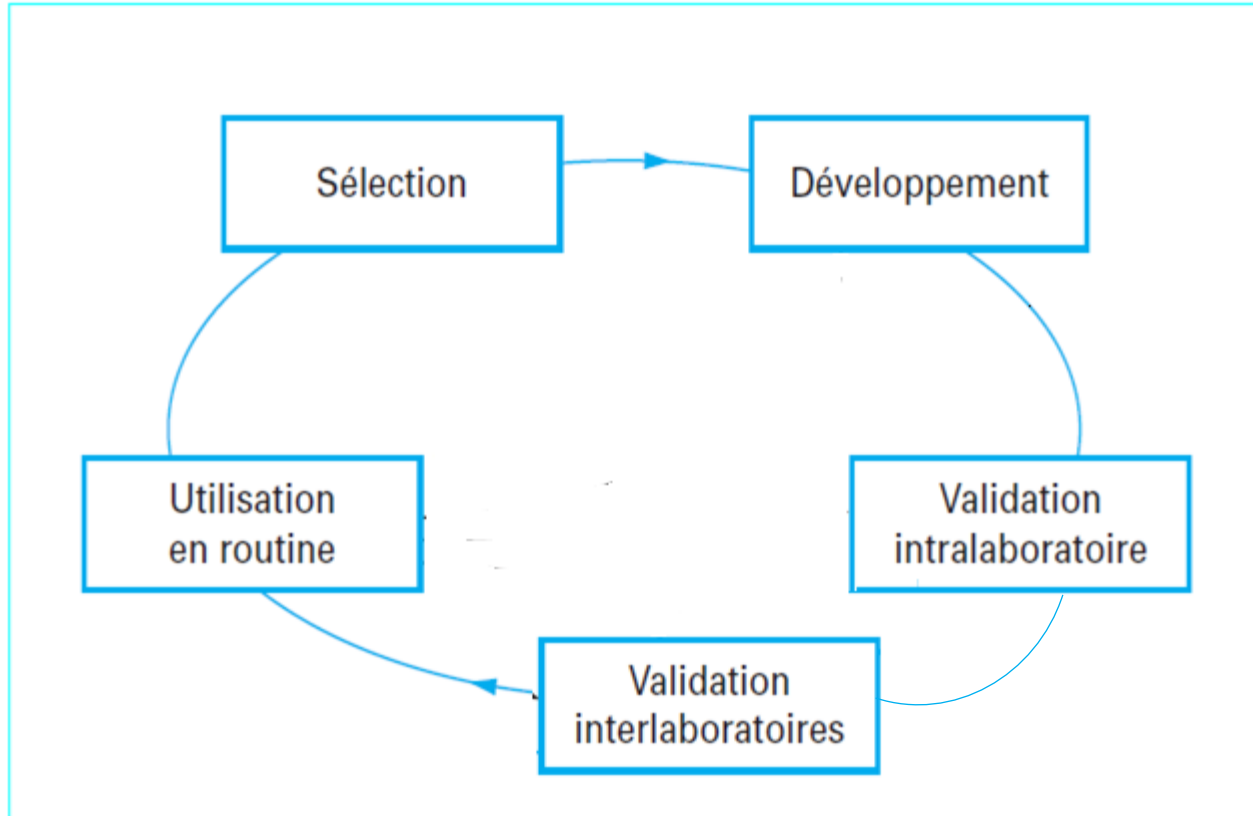 Sélection
Développement
Utilisation
en routine
Validation
intralaboratoire
Validation
interlaboratoires